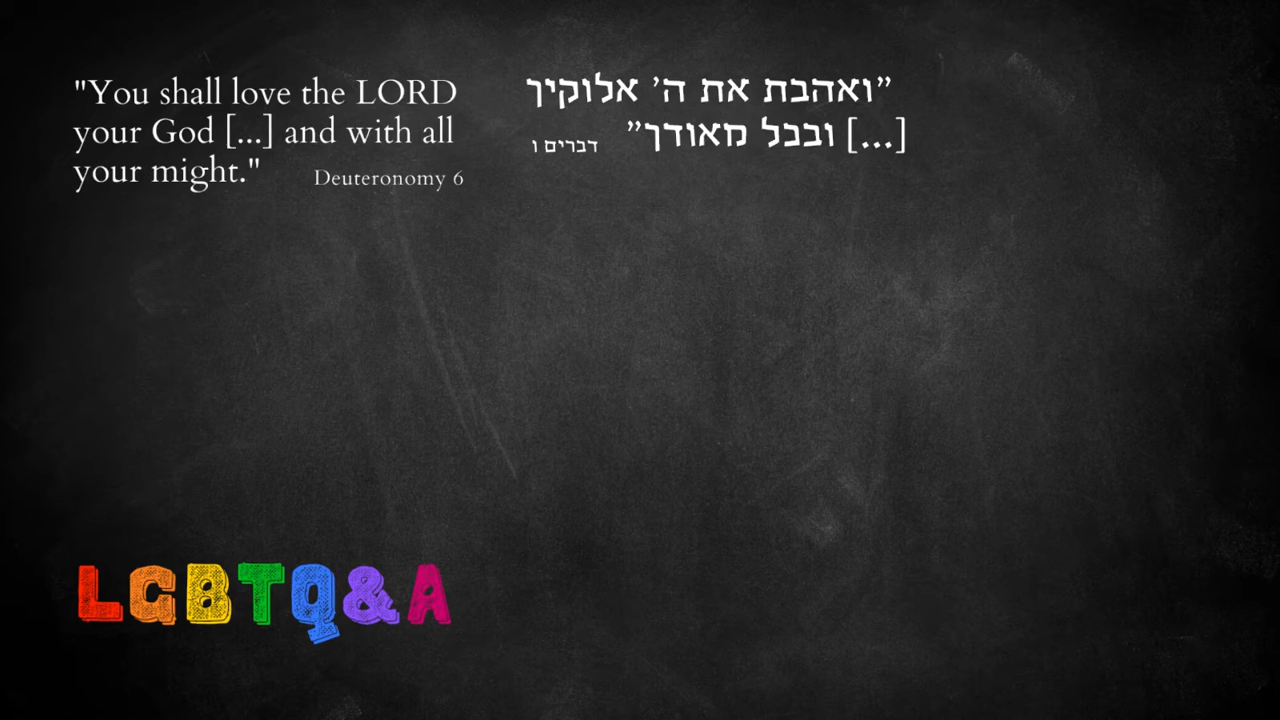 "You shall love the LORD
your God [...] and with all
your might."
Deuteronomy 6
"ואהבת את ה' אלוקיך
[...] ובכל מאודך"
דברים ו
LGBTQ&A